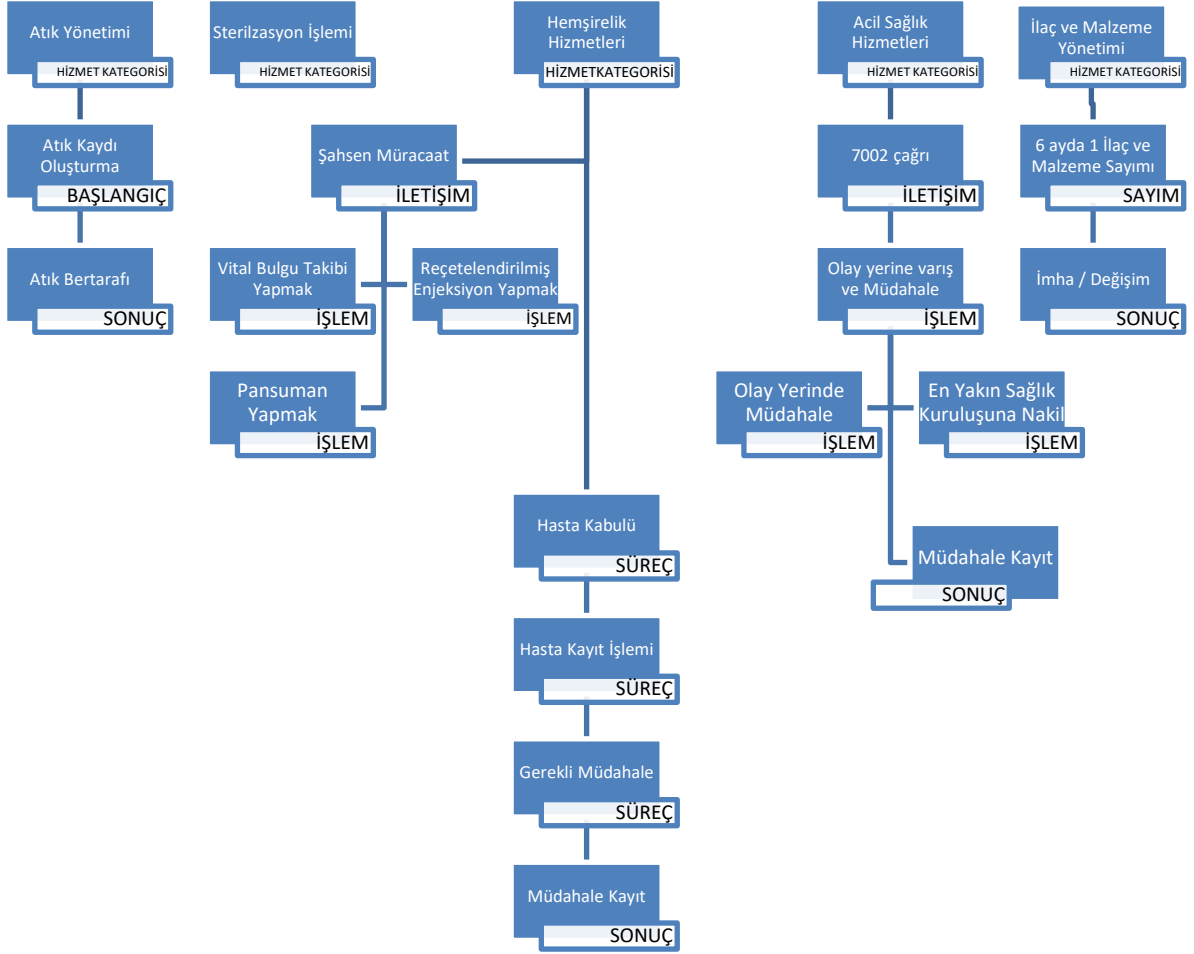 Atık Yönetimi
HİZMET KATEGORİSİ
Sterilzasyon İşlemi
HİZMET KATEGORİSİ
Hemşirelik
Hizmetleri
HİZMETKATEGORİSİ
Acil Sağlık
Hizmetleri
HİZMET KATEGORİSİ
İlaç ve Malzeme
Yönetimi
HİZMET KATEGORİSİ
Atık Kaydı
Oluşturma
BAŞLANGIÇ
Şahsen Müracaat
İLETİŞİM
7002 çağrı
İLETİŞİM
6 ayda 1 İlaç ve
Malzeme Sayımı
SAYIM
Atık Bertarafı
SONUÇ
Vital Bulgu Takibi
Yapmak
İŞLEM
Reçetelendirilmiş
Enjeksiyon Yapmak
İŞLEM
Olay yerine varış
ve Müdahale
İŞLEM
İmha / Değişim
SONUÇ
Pansuman
Yapmak
İŞLEM
Olay Yerinde
Müdahale
İŞLEM
En Yakın Sağlık
Kuruluşuna Nakil
İŞLEM
Hasta Kabulü
SÜREÇ
Müdahale Kayıt
SONUÇ
Hasta Kayıt İşlemi
SÜREÇ
Gerekli Müdahale
SÜREÇ
Müdahale Kayıt
SONUÇ